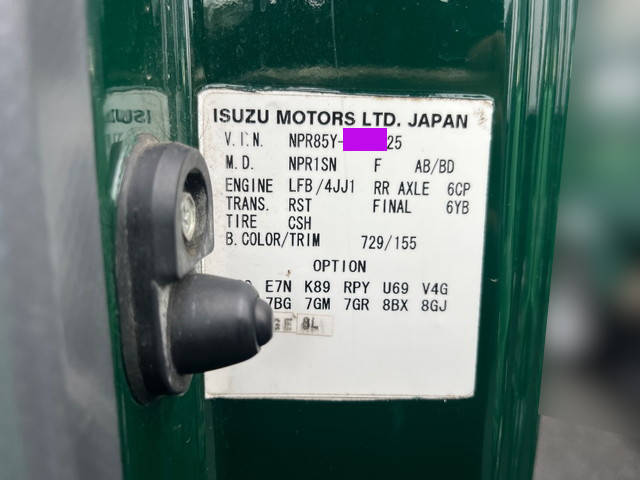 ISUZU MOTORS LTD. JAPAN
V.I.N. NPR85Y- 25
M.D. NPR1SN F AB/BD
ENGINE LFB/4JJ1 RR AXLE 6CP
TRANS. RST FINAL 6YB
TIRE CSH
B.COLOR/TRIM 729/155
OPTION
E7N K89 RPY U69 V4G
7BG 7GM 7GR 8BX 8GJ
8L